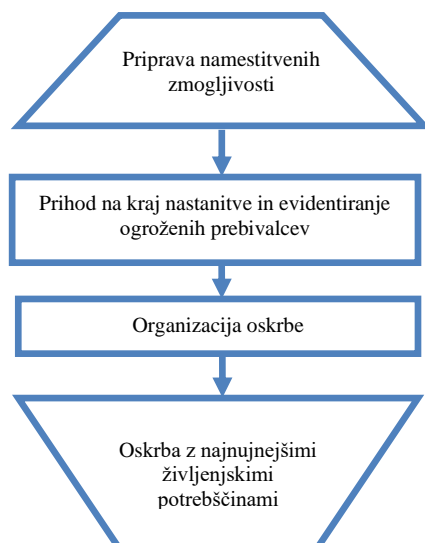 Priprava namestitvenih
zmogljivosti
Prihod na kraj nastanitve in evidentiranje
ogroženih prebivalcev
Organizacija oskrbe
Oskrba z najnujnejšimi
življenjskimi
potrebščinami